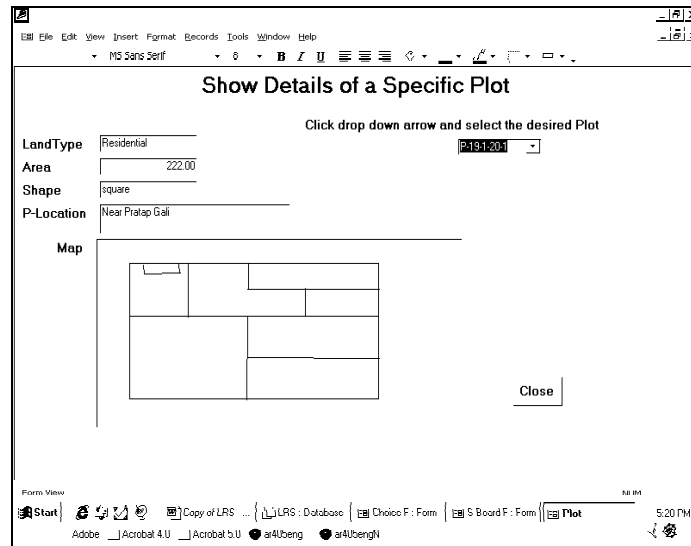 File Edit View Insert Format Records Tools Window Help
MS Sans Serif 8 B I U
Show Details of a Specific Plot
Click drop down arrow and select the desired Plot
P-19-1-20-1
LandType Residential
Area 222.00
Shape square
P-Location Near Pratap Gali
Map
Close
Form View NUM
Start Copy of LRS ... LRS : Database Choice F : Form S Board F : Form Plot 5:20 PM
Adobe Acrobat 4.0 Acrobat 5.0 ar405eng ar405engN